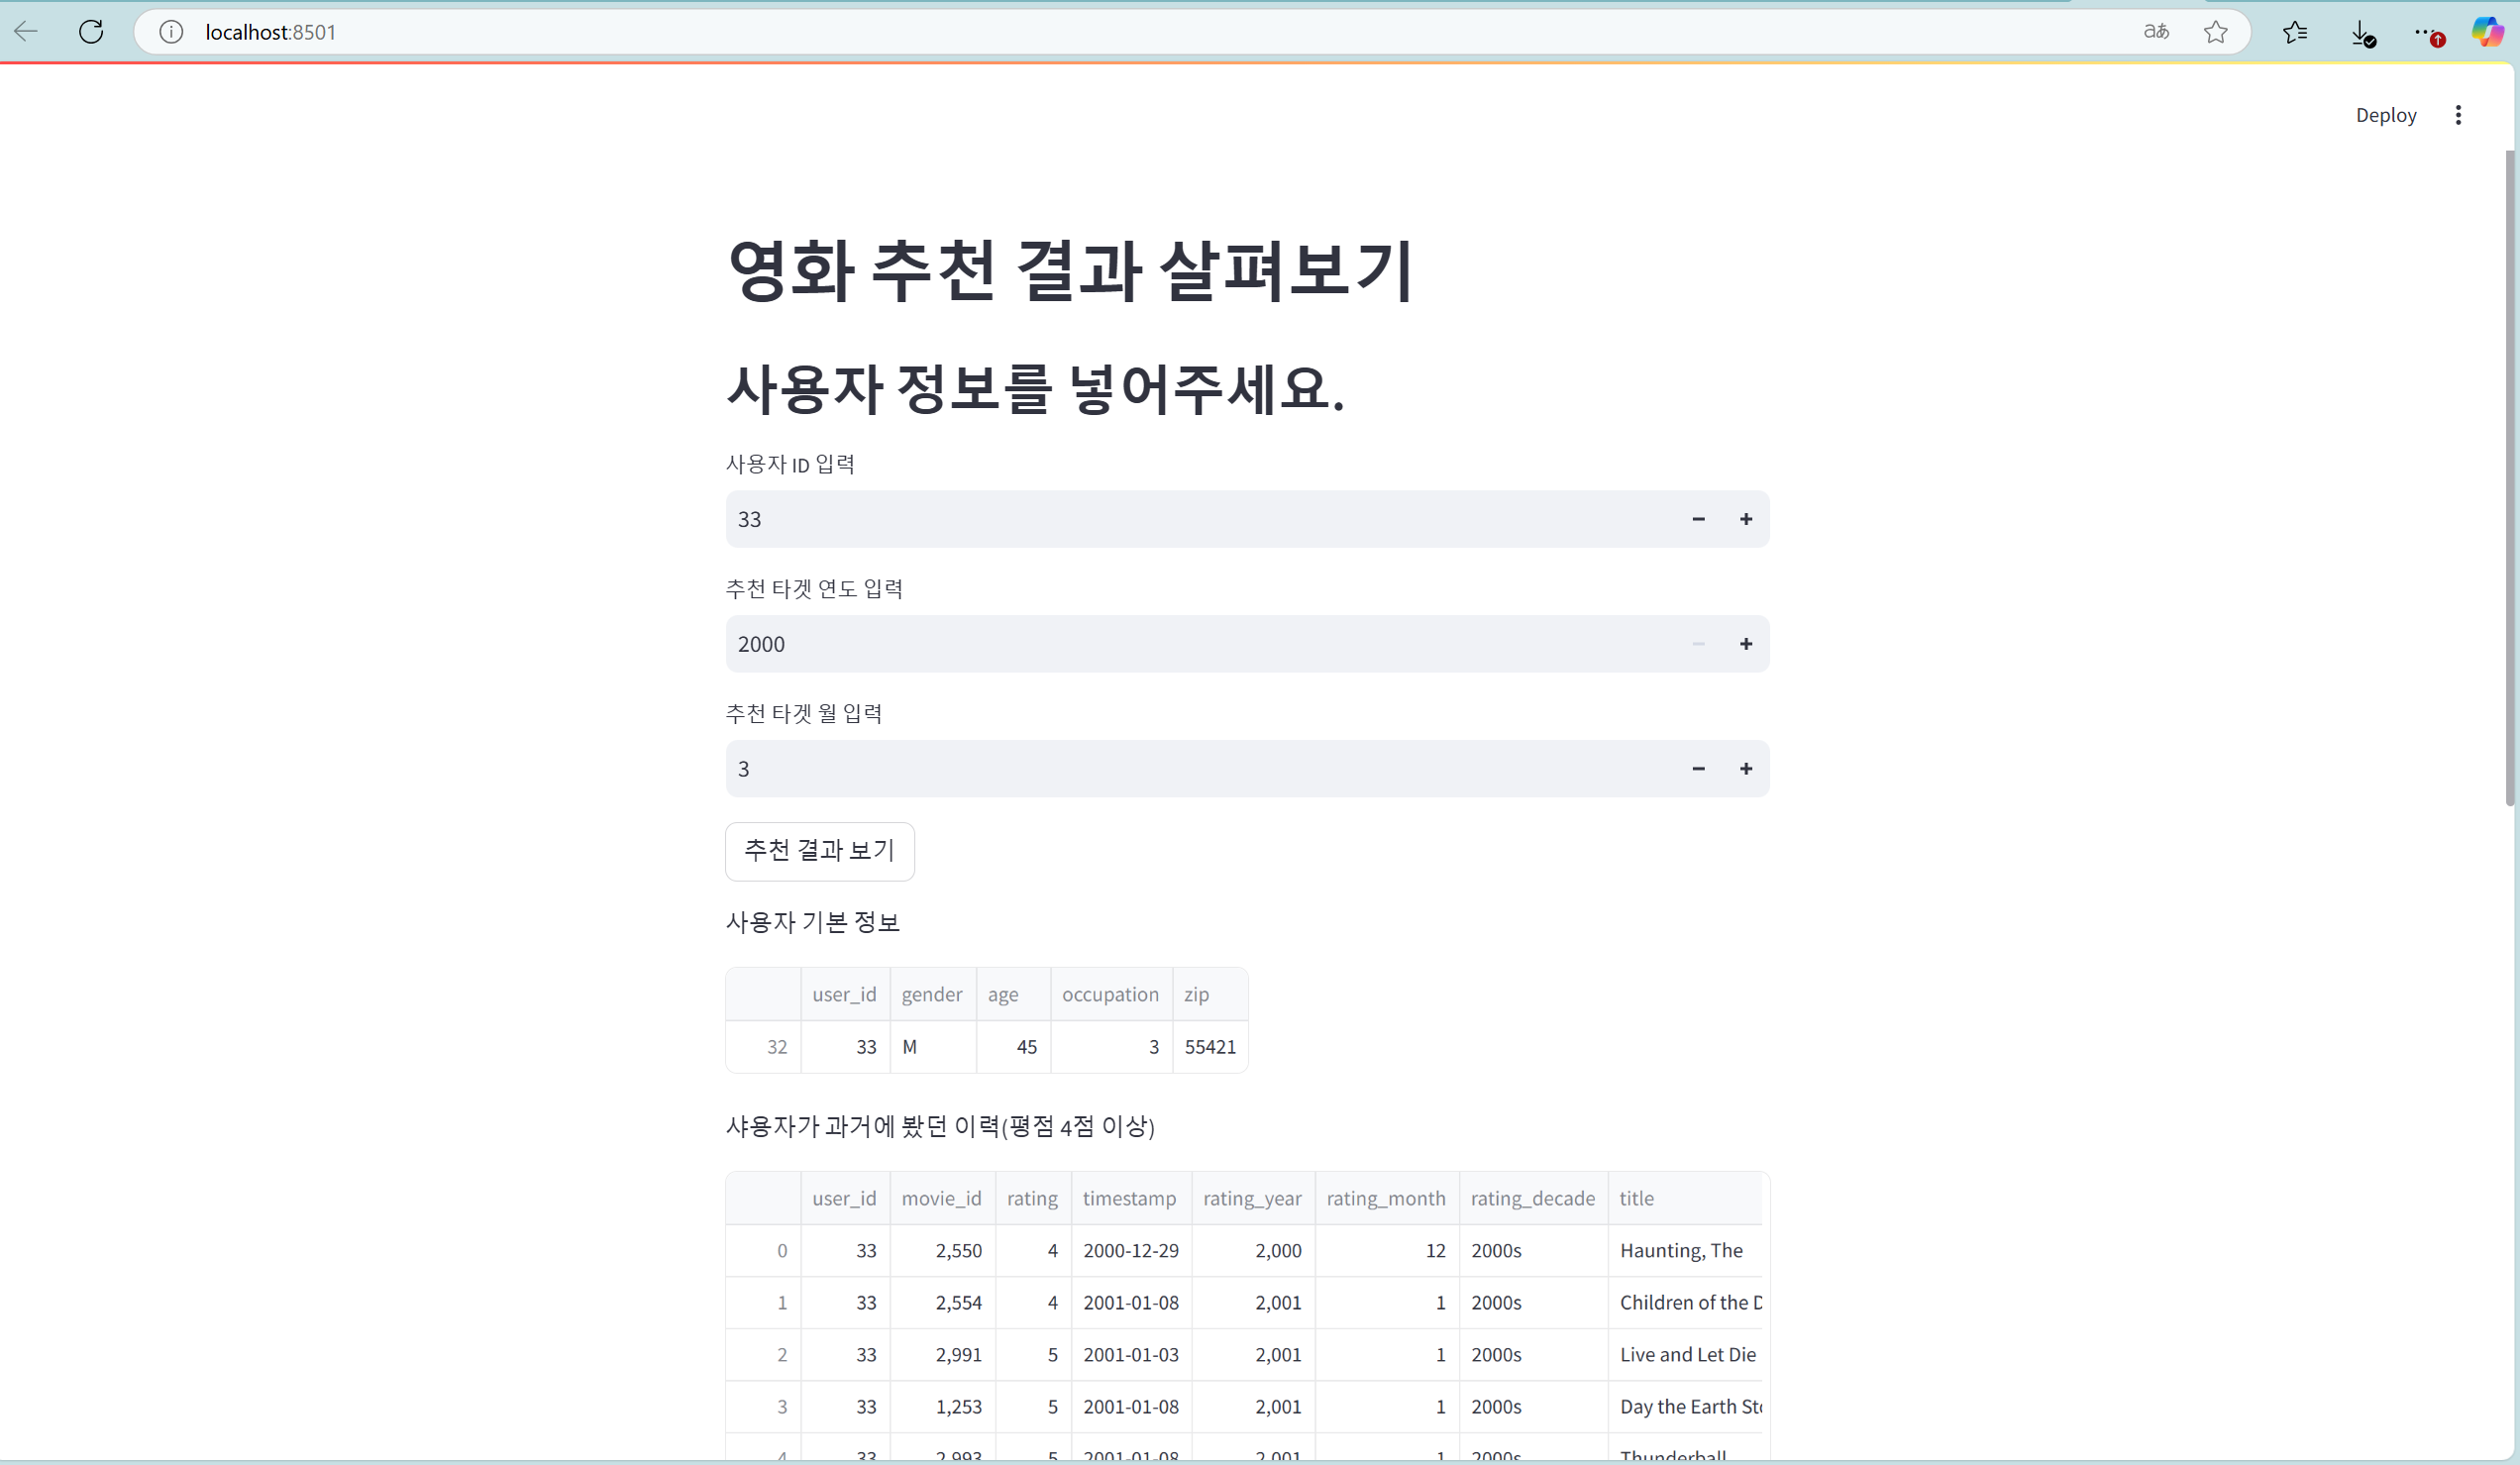 localhost:8501
aあ
Deploy
영화 추천 결과 살펴보기
사용자 정보를 넣어주세요.
사용자 ID 입력
33
추천 타겟 연도 입력
2000
추천 타겟 월 입력
3
추천 결과 보기
사용자 기본 정보
user_id gender age occupation zip
32 33 M 45 3 55421
샤용자가 과거에 봤던 이력(평점 4점 이상)
user_id movie_id rating timestamp rating_year rating_month rating_decade title
0 33 2,550 4 2000-12-29 2,000 12 2000s Haunting, The
1 33 2,554 4 2001-01-08 2,001 1 2000s Children of the D
2 33 2,991 5 2001-01-03 2,001 1 2000s Live and Let Die
3 33 1,253 5 2001-01-08 2,001 1 2000s Day the Earth Sto
4 33 2,993 5 2001-01-08 2,001 1 2000s Thunderball